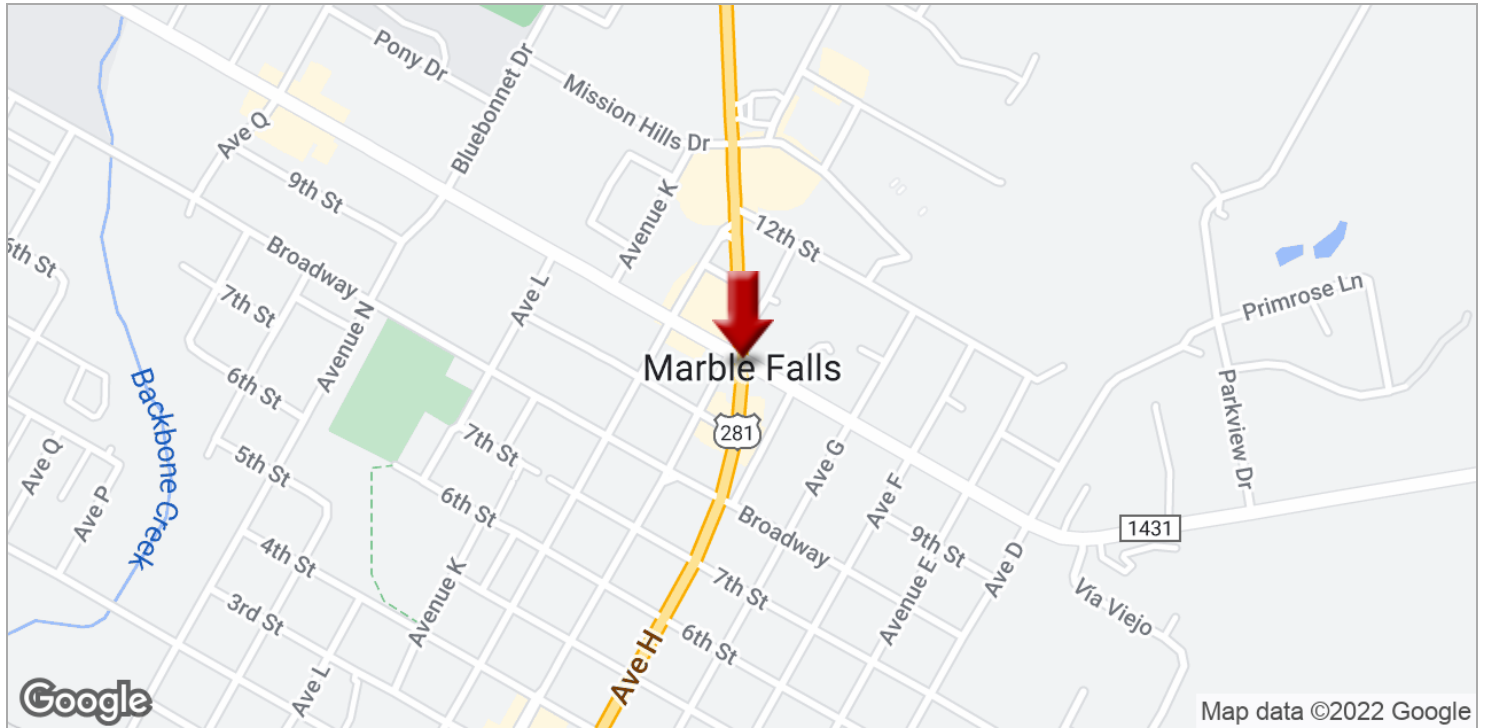 Pony Dr
Bluebonnet Dr
Mission Hills Dr
Ave Q
9th St
Avenue K
12th St
Broadway
Ave L
7th St
Avenue N
Primrose Ln
Marble Falls
Parkview Dr
281
6th St
Backbone Creek
7th St
Ave G
Ave F
5th St
Ave Q
Ave P
6th St
Broadway
9th St
1431
Ave D
4th St
Avenue K
7th St
Avenue E
Via Viejo
3rd St
6th St
Ave H
Ave L
Google
Map data ©2022 Google